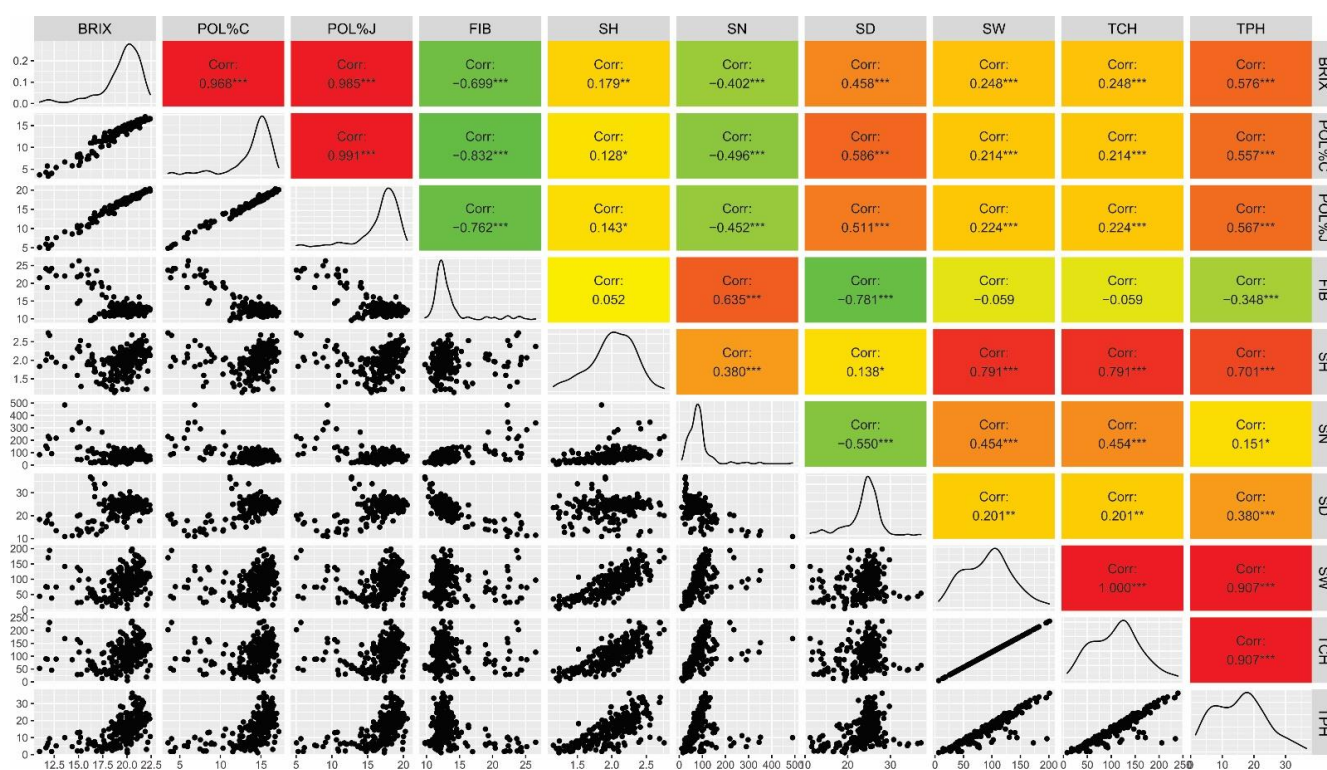 BRIX POL%C POL%J FIB SH SN SD SW TCH TPH
0.2
0.1
0.0
Corr: Corr: Corr: Corr: Corr: Corr: Corr: Corr: Corr:
0.968*** 0.985*** −0.699*** 0.179** −0.402*** 0.458*** 0.248*** 0.248*** 0.576***
BRIX
15
10
5
Corr: Corr: Corr: Corr: Corr: Corr: Corr: Corr:
0.991*** −0.832*** 0.128* −0.496*** 0.586*** 0.214*** 0.214*** 0.557***
POL%C
20
15
10
5
Corr: Corr: Corr: Corr: Corr: Corr: Corr:
−0.762*** 0.143* −0.452*** 0.511*** 0.224*** 0.224*** 0.567***
POL%J
25
20
15
10
Corr: Corr: Corr: Corr: Corr: Corr:
0.052 0.635*** −0.781*** −0.059 −0.059 −0.348***
FIB
2.5
2.0
1.5
Corr: Corr: Corr: Corr: Corr:
0.380*** 0.138* 0.791*** 0.791*** 0.701***
SH
500
400
300
200
100
0
Corr: Corr: Corr: Corr:
−0.550*** 0.454*** 0.454*** 0.151*
SN
30
20
10
Corr: Corr: Corr:
0.201** 0.201** 0.380***
SD
200
150
100
50
0
Corr: Corr:
1.000*** 0.907***
SW
250
200
150
100
50
0
Corr:
0.907***
TCH
30
20
10
0
TPH
12.5 15.0 17.5 20.0 22.5 5 10 15 5 10 15 20 10 15 20 25 1.5 2.0 2.5 0 100 200 300 400 500 10 20 30 0 50 100 150 200 0 50 100 150 200 250 0 10 20 30